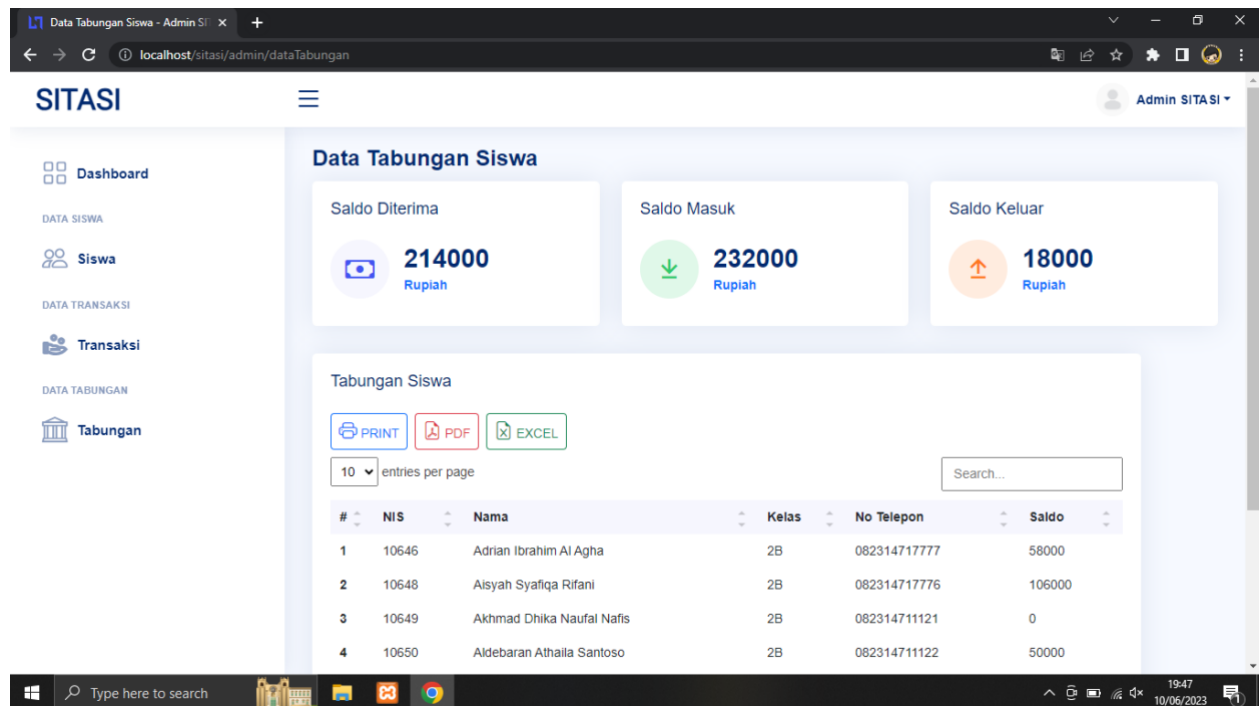 Data Tabungan Siswa - Admin SI
localhost/sitasi/admin/dataTabungan
SITASI
Admin SITASI
Dashboard
DATA SISWA
Siswa
DATA TRANSAKSI
Transaksi
DATA TABUNGAN
Tabungan
Data Tabungan Siswa
Saldo Diterima
214000
Rupiah
Saldo Masuk
232000
Rupiah
Saldo Keluar
18000
Rupiah
Tabungan Siswa
PRINT PDF EXCEL
10 entries per page Search...
# NIS Nama Kelas No Telepon Saldo
1 10646 Adrian Ibrahim Al Agha 2B 082314717777 58000
2 10648 Aisyah Syafiqa Rifani 2B 082314717776 106000
3 10649 Akhmad Dhika Naufal Nafis 2B 082314711121 0
4 10650 Aldebaran Athaila Santoso 2B 082314711122 50000
Type here to search
19:47
10/06/2023
1